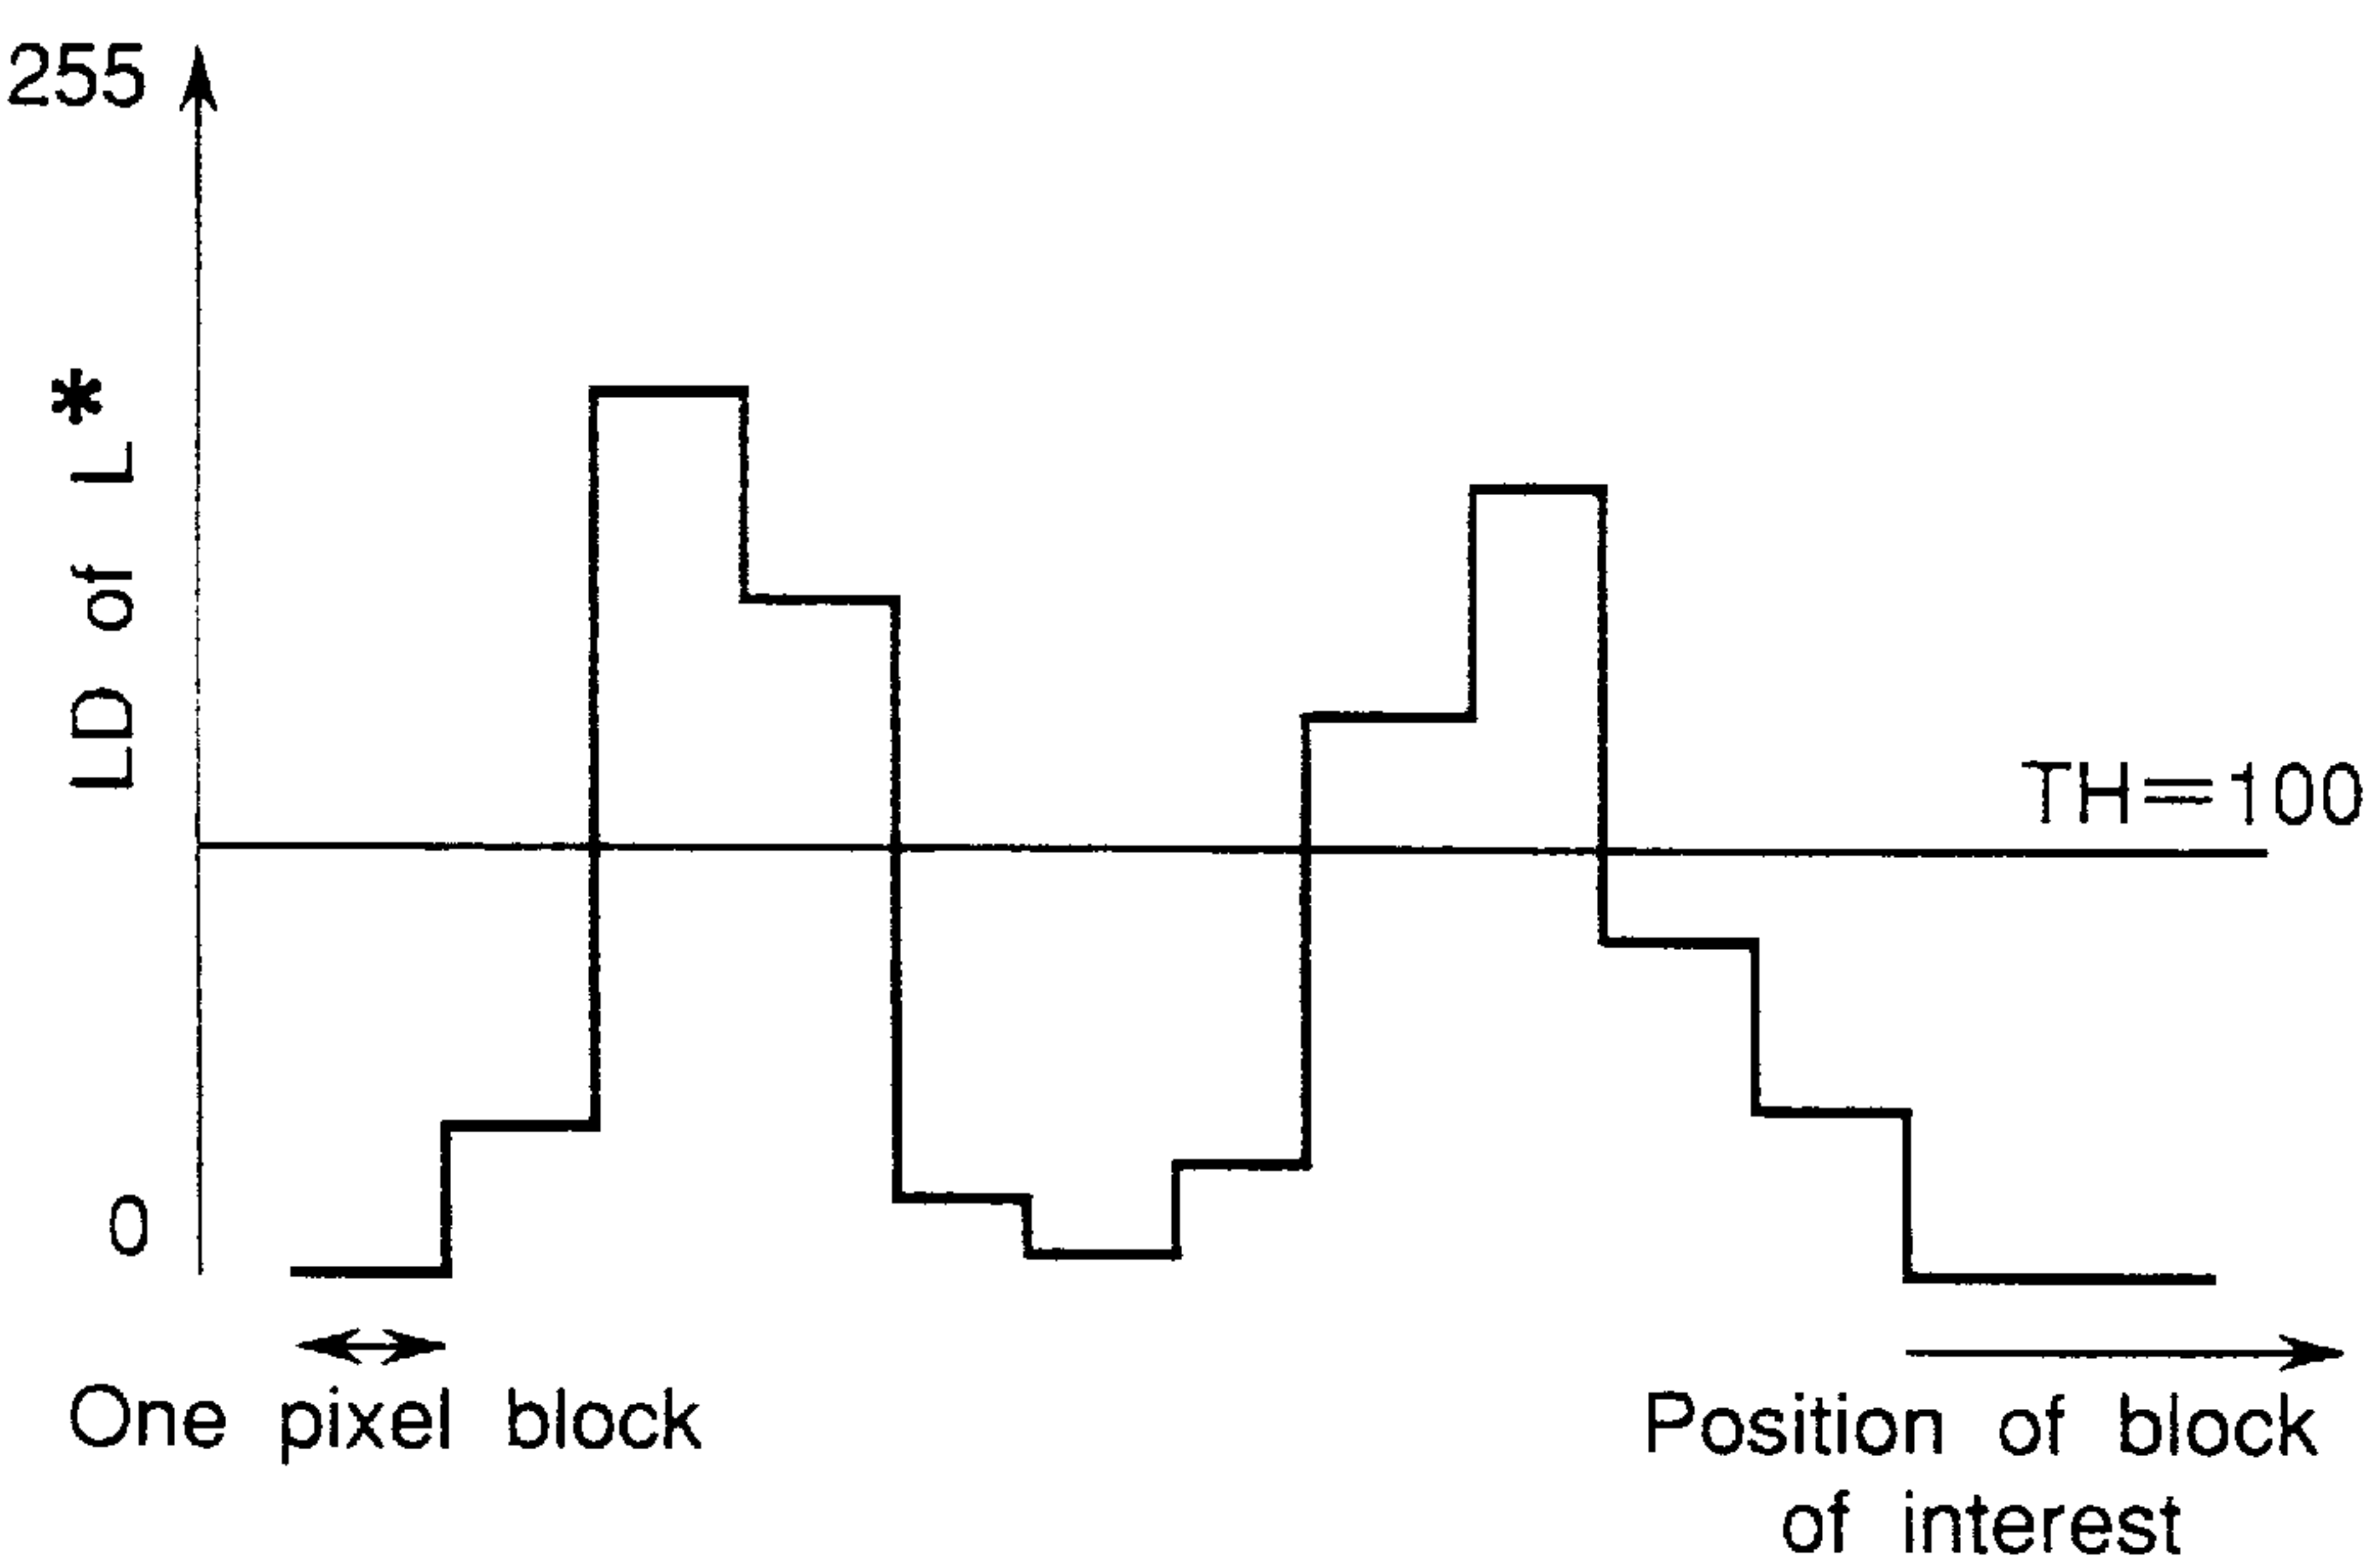 255
LD of L*
TH=100
0
One pixel block
Position of block
of interest